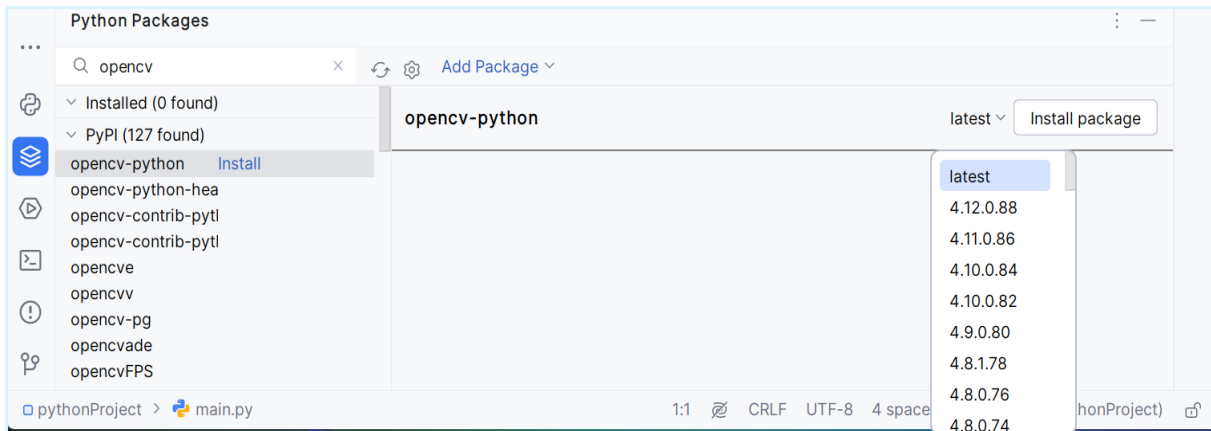 Python Packages
opencv
Add Package
Installed (0 found)
PyPI (127 found)
opencv-python Install
opencv-python-hea
opencv-contrib-pytl
opencv-contrib-pytl
opencve
opencvv
opencv-pg
opencvade
opencvFPS
opencv-python
latest
Install package
latest
4.12.0.88
4.11.0.86
4.10.0.84
4.10.0.82
4.9.0.80
4.8.1.78
4.8.0.76
4.8.0.74
pythonProject > main.py
1:1 CRLF UTF-8 4 space
honProject)